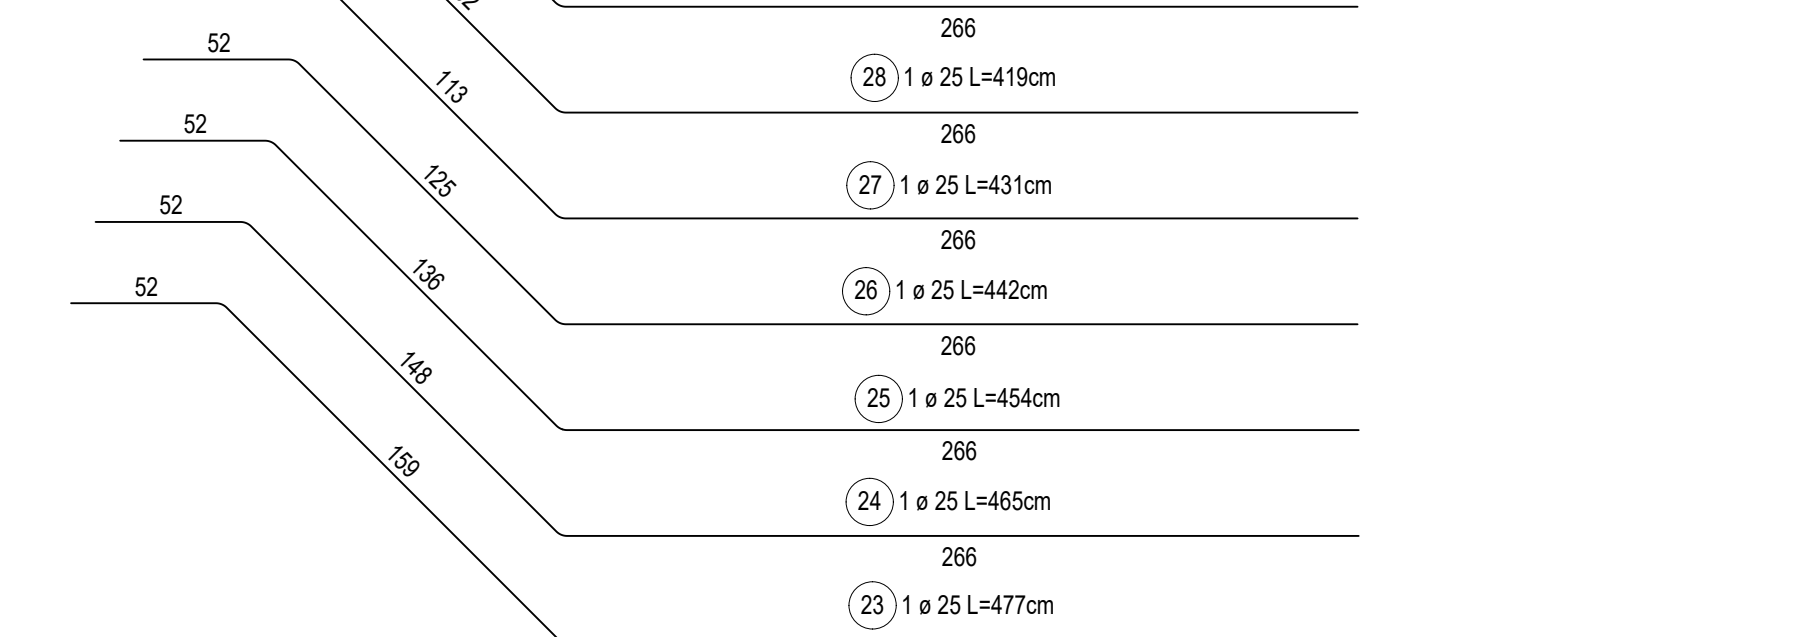 266
52
28 1 ø 25 L=419cm
113
52
266
125
27 1 ø 25 L=431cm
52
266
136
26 1 ø 25 L=442cm
52
266
148
25 1 ø 25 L=454cm
266
159
24 1 ø 25 L=465cm
266
23 1 ø 25 L=477cm